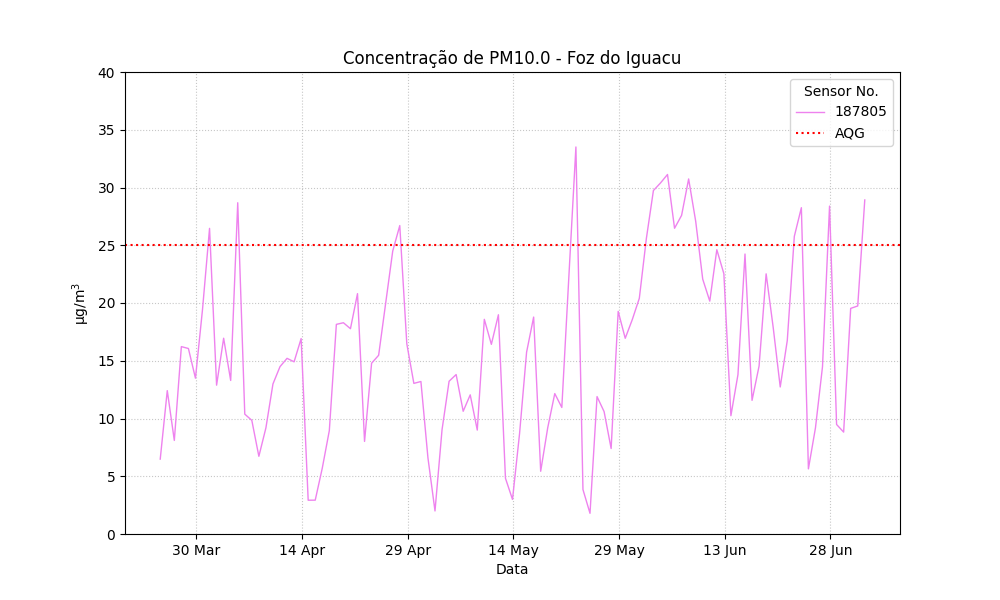 Concentração de PM10.0 - Foz do Iguacu
40
35
30
25
20
15
10
5
0
µg/m³
Sensor No.
187805
AQG
30 Mar
14 Apr
29 Apr
14 May
29 May
13 Jun
28 Jun
Data